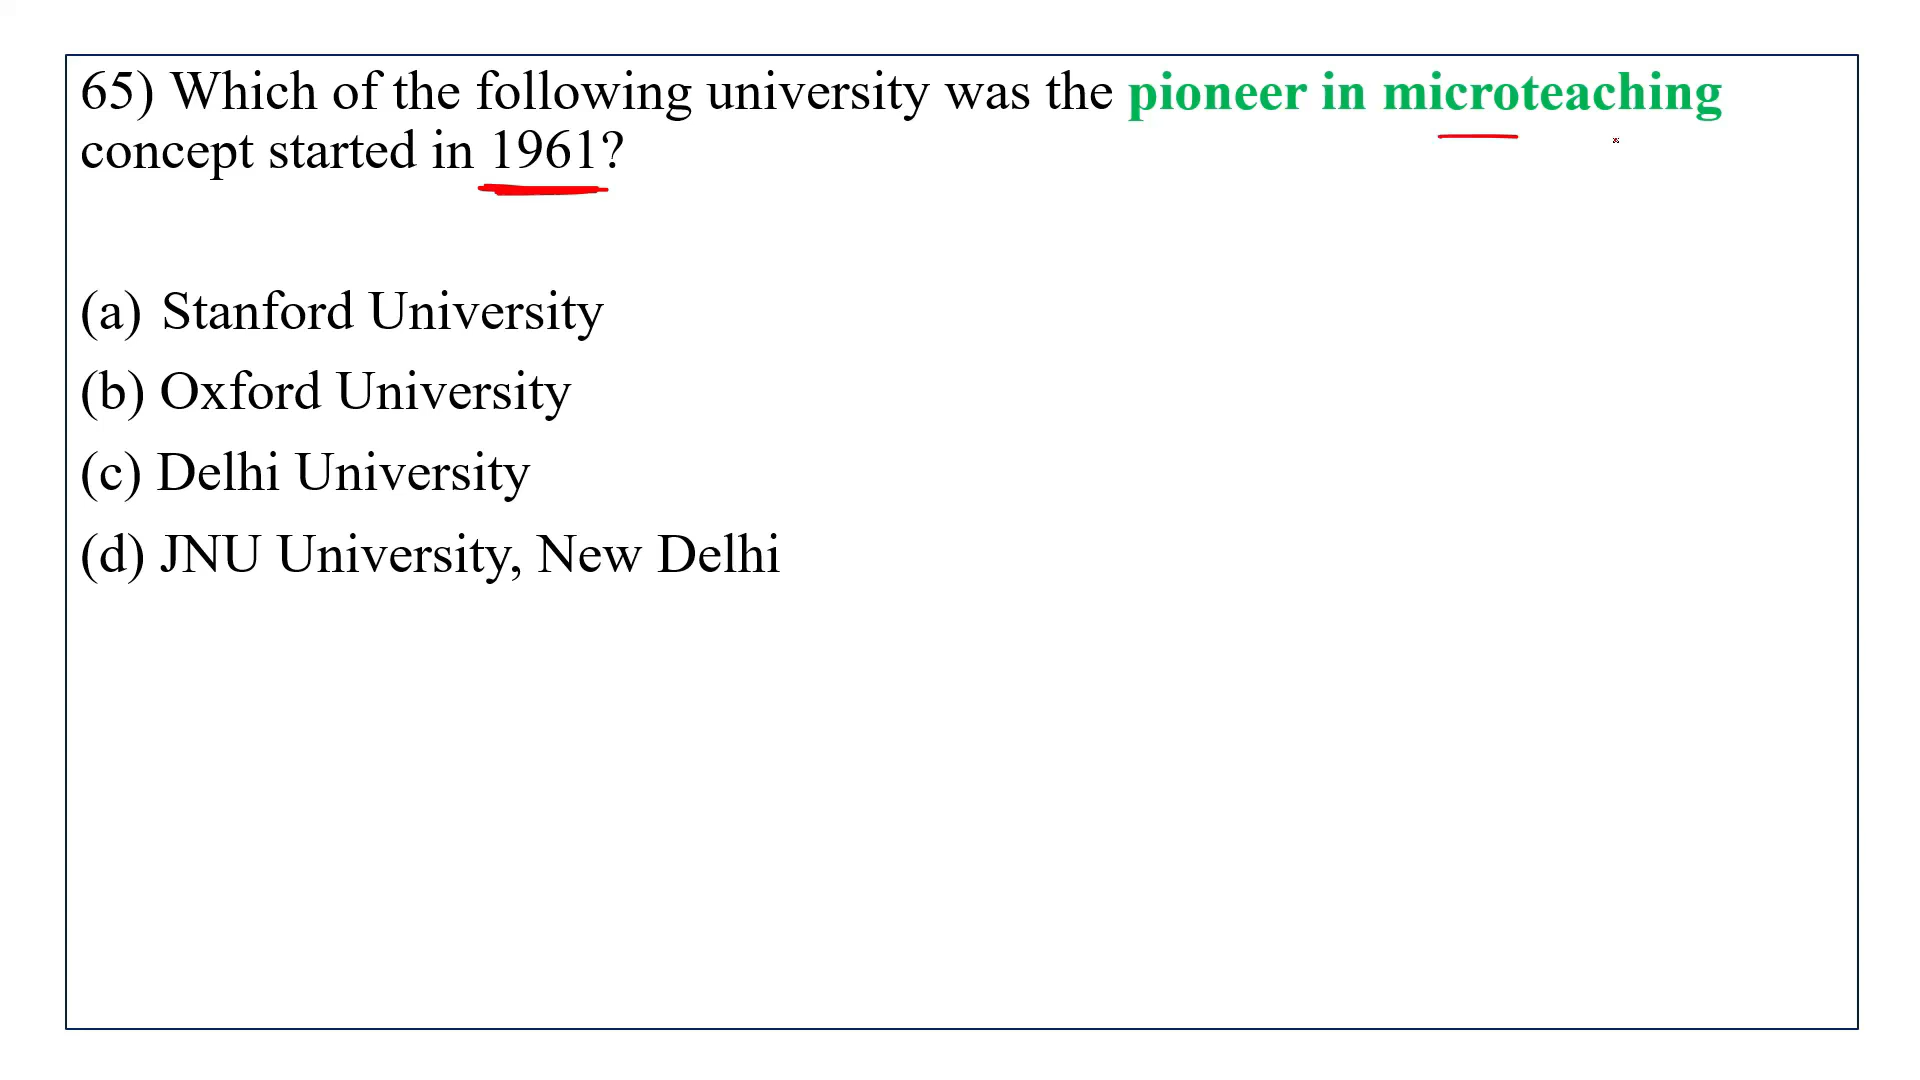 65) Which of the following university was the pioneer in microteaching
concept started in 1961?
(a) Stanford University
(b) Oxford University
(c) Delhi University
(d) JNU University, New Delhi